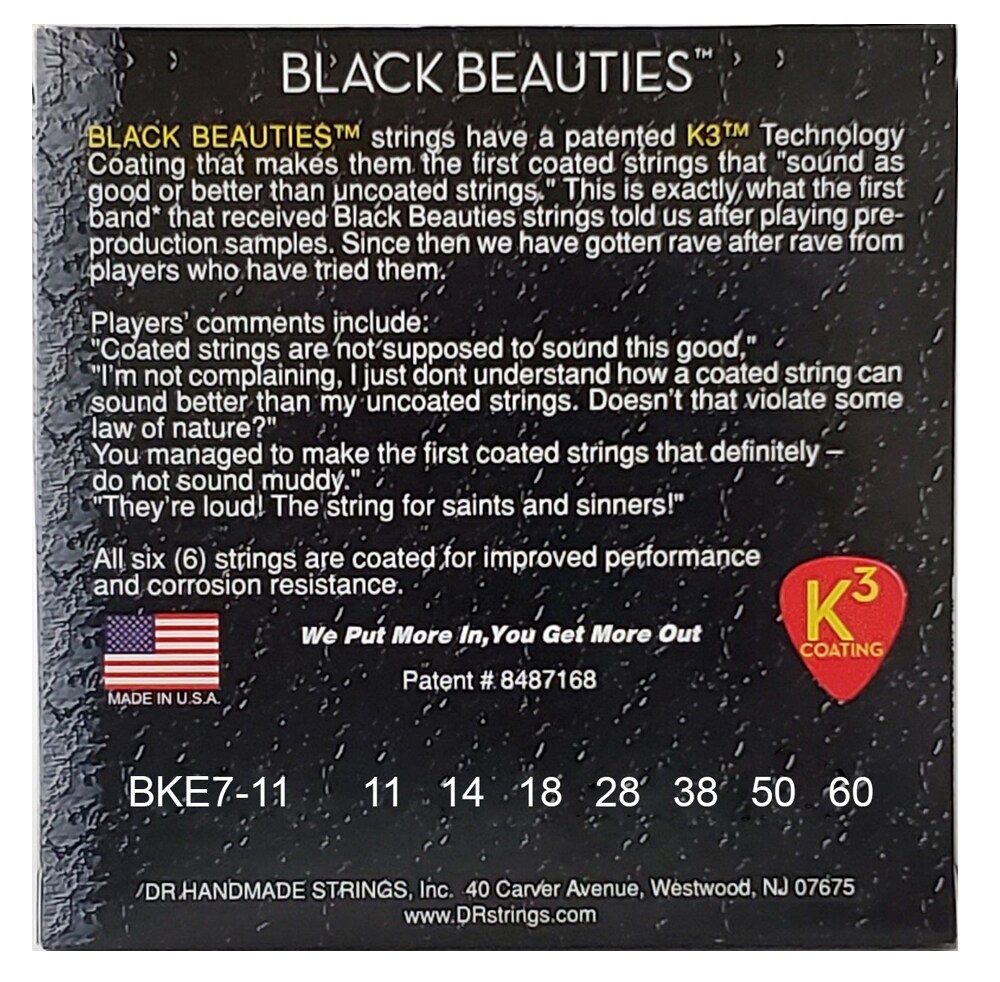 BLACK BEAUTIES™
BLACK BEAUTIES™ strings have a patented K3™ Technology
Coating that makes them the first coated strings that "sound as
good or better than uncoated strings." This is exactly what the first
band* that received Black Beauties strings told us after playing pre-
production samples. Since then we have gotten rave after rave from
players who have tried them.
Players' comments include:
"Coated strings are not supposed to sound this good,"
"I'm not complaining, I just dont understand how a coated string can
sound better than my uncoated strings. Doesn't that violate some
law of nature?"
You managed to make the first coated strings that definitely –
do not sound muddy."
"They're loud! The string for saints and sinners!"
All six (6) strings are coated for improved performance
and corrosion resistance.
K3
COATING
We Put More In,You Get More Out
Patent # 8487168
MADE IN U.S.A.
BKE7-11 11 14 18 28 38 50 60
DR HANDMADE STRINGS, Inc. 40 Carver Avenue, Westwood, NJ 07675
www.DRstrings.com